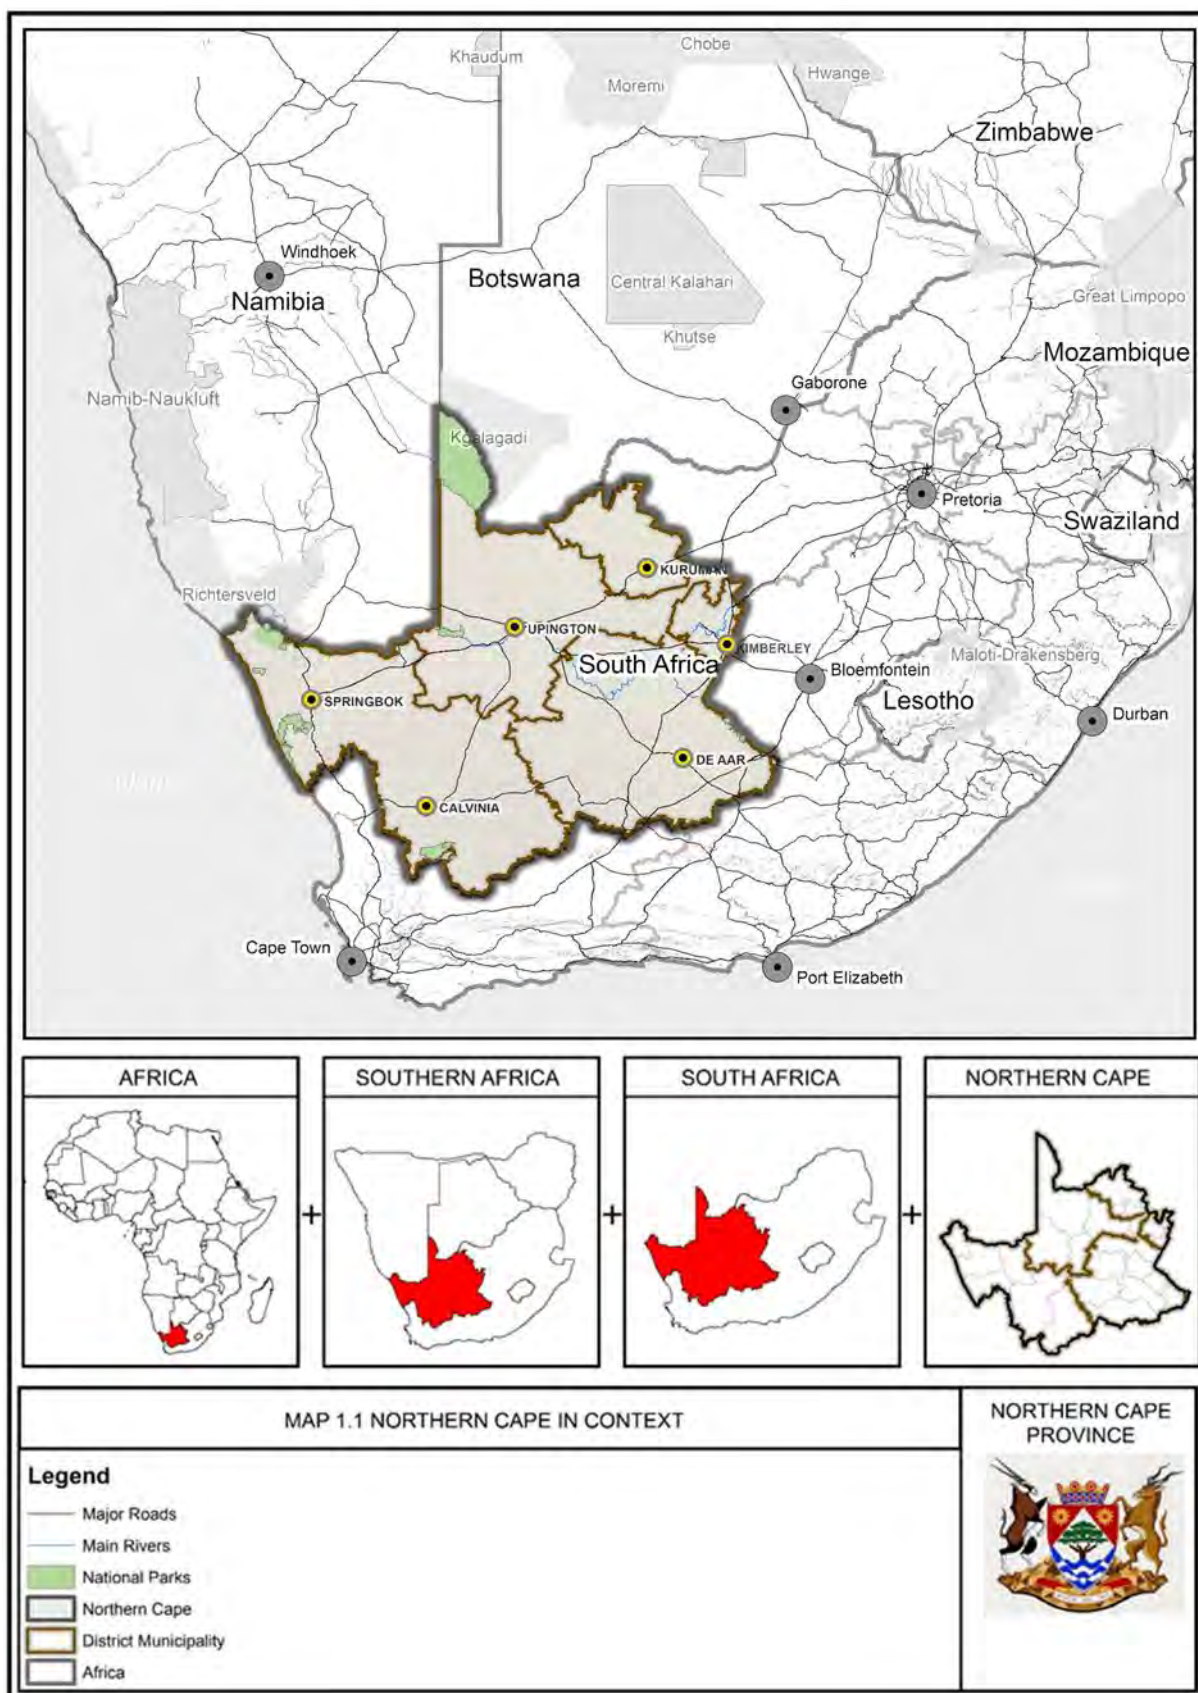 Khaudum
Chobe
Moremi
Hwange
Zimbabwe
Windhoek
Namibia
Botswana
Central Kalahari
Khutse
Great Limpopo
Mozambique
Namib-Naukluft
Gaborone
Kgalagadi
Pretoria
Swaziland
KURUMAN
Richtersveld
UPINGTON
KIMBERLEY
South Africa
Maloti-Drakensberg
Bloemfontein
Lesotho
SPRINGBOK
Durban
DE AAR
CALVINIA
Cape Town
Port Elizabeth
AFRICA
SOUTHERN AFRICA
SOUTH AFRICA
NORTHERN CAPE
+
+
+
MAP 1.1 NORTHERN CAPE IN CONTEXT
NORTHERN CAPE
PROVINCE
Legend
Major Roads
Main Rivers
National Parks
Northern Cape
District Municipality
Africa